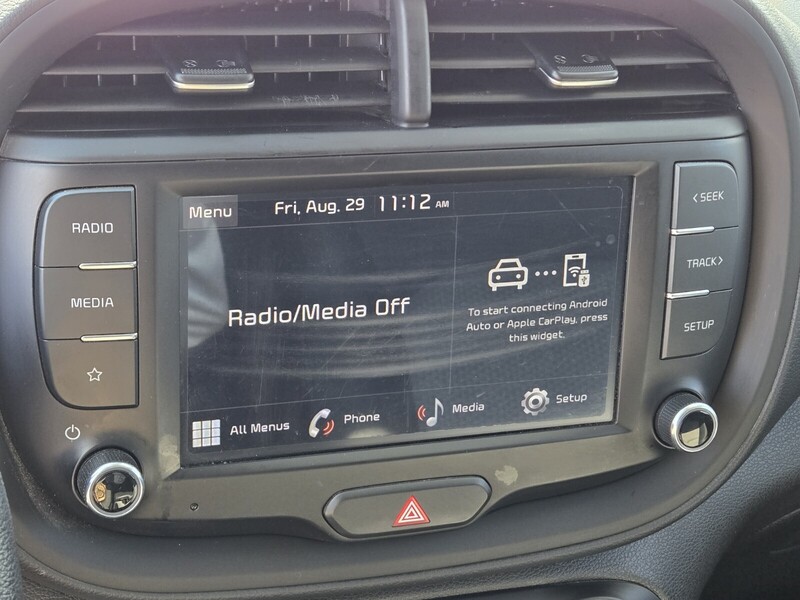 Menu
Fri, Aug. 29 11:12 AM
RADIO
MEDIA
Radio/Media Off
To start connecting Android
Auto or Apple CarPlay, press
this widget.
< SEEK
TRACK >
SETUP
All Menus
Phone
Media
Setup